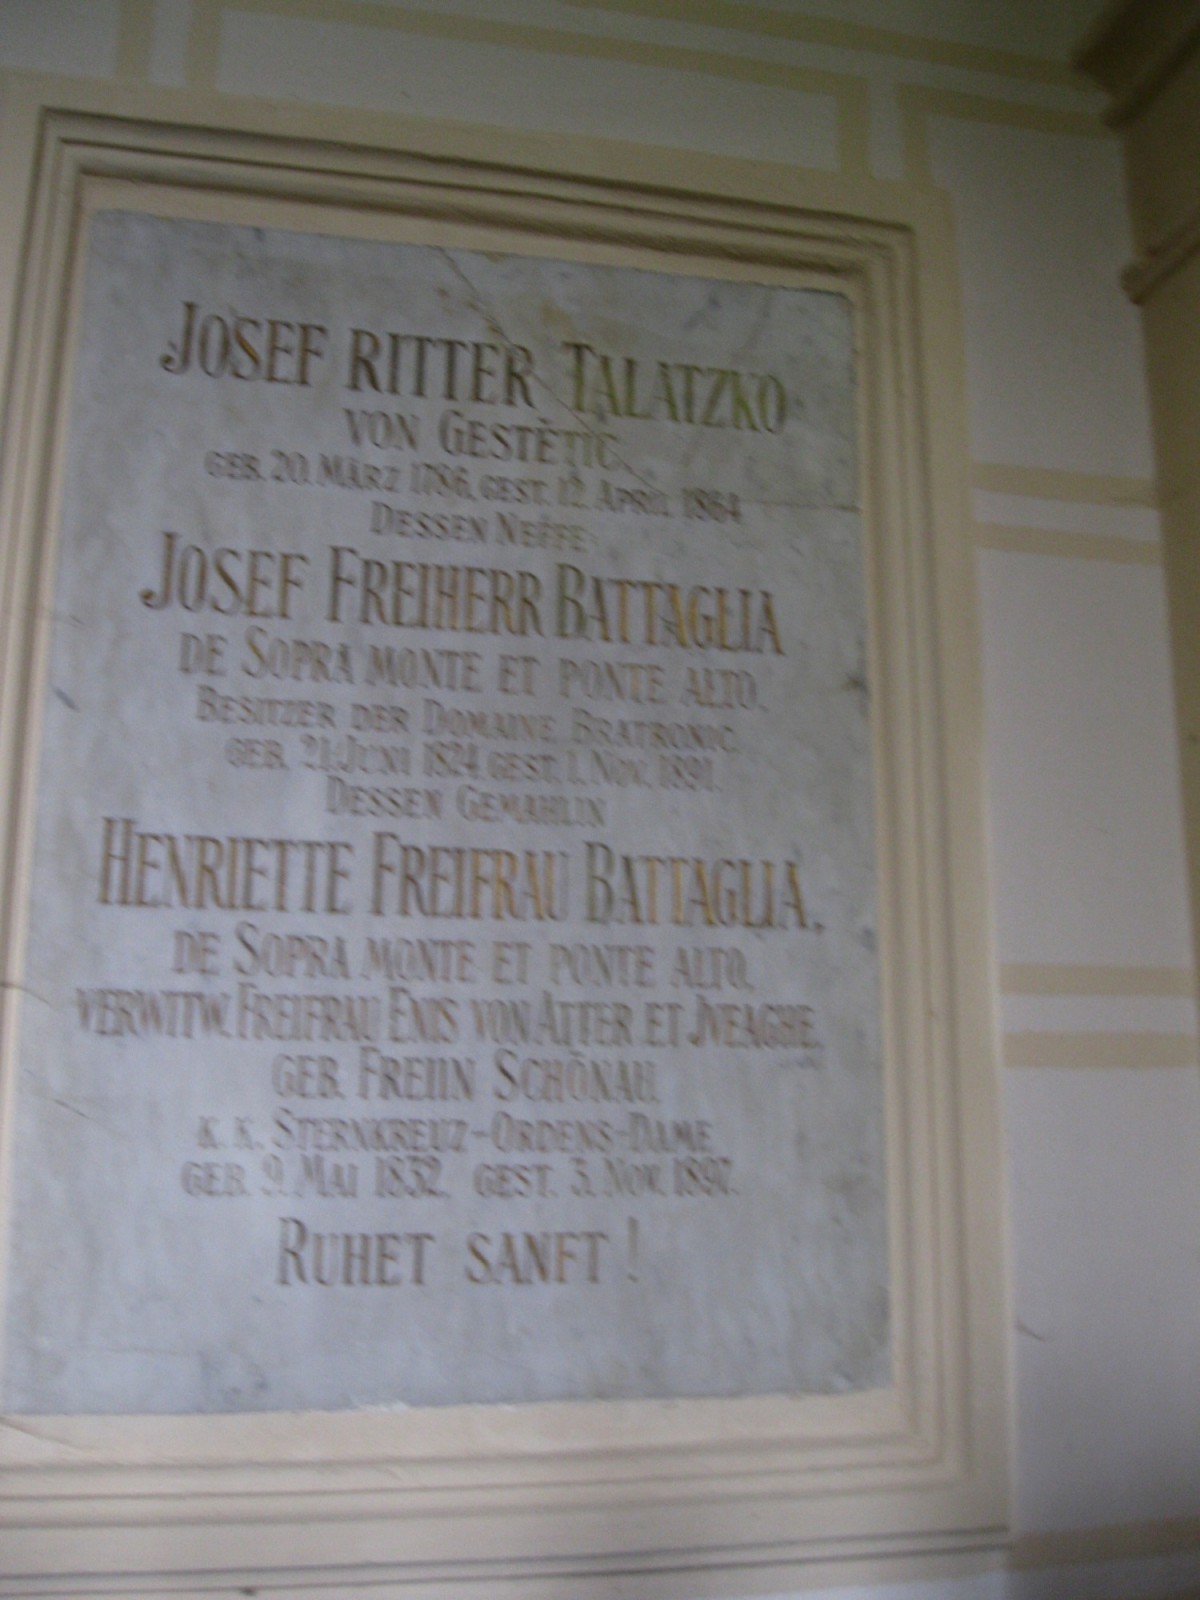 JOSEF RITTER TALATZKO
VON GESTĚTIC
GEB. 20. MÄRZ 1786, GEST. 12. APRIL 1864
DESSEN NEFFE
JOSEF FREIHERR BATTAGLIA
DE SOPRA MONTE ET PONTE ALTO.
BESITZER DER DOMAINE BRATRONIC.
GEB. 21. JUNI 1824 GEST. 1. NOV. 1891.
DESSEN GEMAHLIN
HENRIETTE FREIFRAU BATTAGLIA.
DE SOPRA MONTE ET PONTE ALTO.
VERWITW. FREIFRAU ENIS VON ATTER ET JVEAGHE.
GEB. FREIIN SCHÖNAU.
K. K. STERNKREUZ-ORDENS-DAME.
GEB. 9. MAI 1832. GEST. 3. NOV. 1897.
RUHET SANFT !